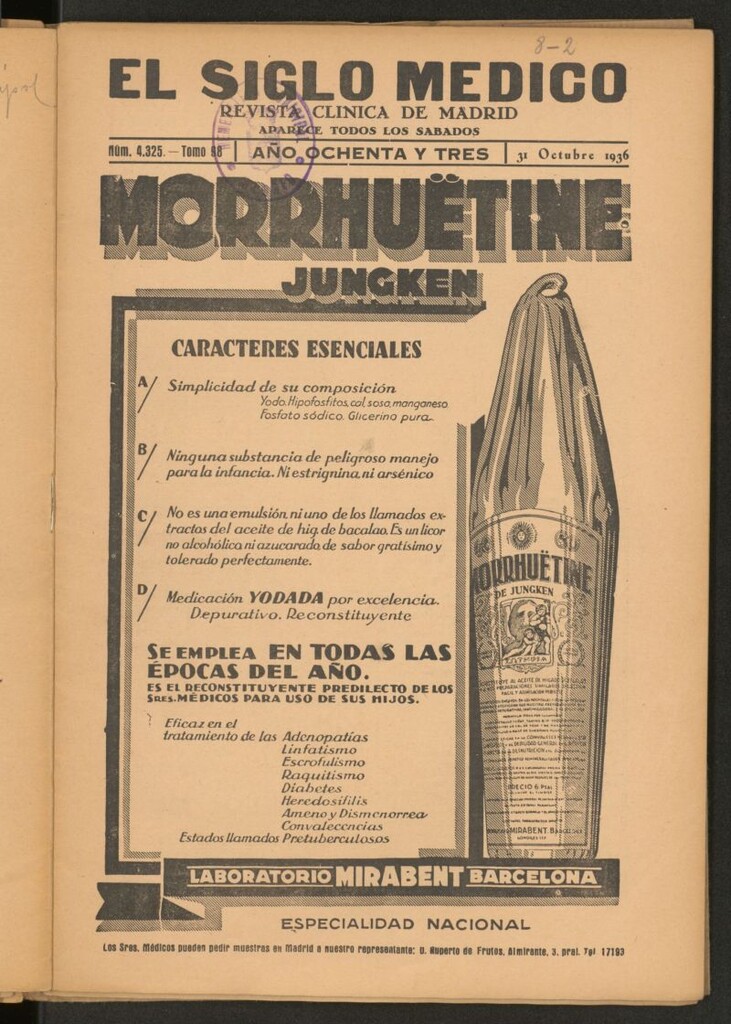 8-2
EL SIGLO MEDICO
REVISTA CLINICA DE MADRID
APARECE TODOS LOS SABADOS
Núm. 4.325. — Tomo 98 | AÑO OCHENTA Y TRES | 31 Octubre 1936
MORRHUËTINE
JUNGKEN
CARACTERES ESENCIALES
A/ Simplicidad de su composición
Yodo. Hipofosfitos, cal, sosa, manganeso.
Fosfato sódico. Glicerina pura.
B/ Ninguna substancia de peligroso manejo
para la infancia. Ni estrignina, ni arsénico
C/ No es una emulsión, ni uno de los llamados ex-
tractos del aceite de hig. de bacalao. Es un licor
no alcohólico, ni azucarado, de sabor gratísimo y
tolerado perfectamente.
D/ Medicación YODADA por excelencia.
Depurativo. Reconstituyente
SE EMPLEA EN TODAS LAS
ÉPOCAS DEL AÑO.
ES EL RECONSTITUYENTE PREDILECTO DE LOS
SRES. MÉDICOS PARA USO DE SUS HIJOS.
Eficaz en el
tratamiento de las Adenopatías
Linfatismo
Escrofulismo
Raquitismo
Diabetes
Heredosifilis
Ameno y Dismenorrea
Convalecencias
Estados llamados Pretuberculosos
MORRHUËTINE
DE JUNGKEN
PRECIO 6 Ptas
MIRABENT. BARCELONA
LABORATORIO MIRABENT BARCELONA
ESPECIALIDAD NACIONAL
Los Sres. Médicos pueden pedir muestras en Madrid a nuestro representante: D. Ruperto de Frutos, Almirante, 3, pral. Tel 17193